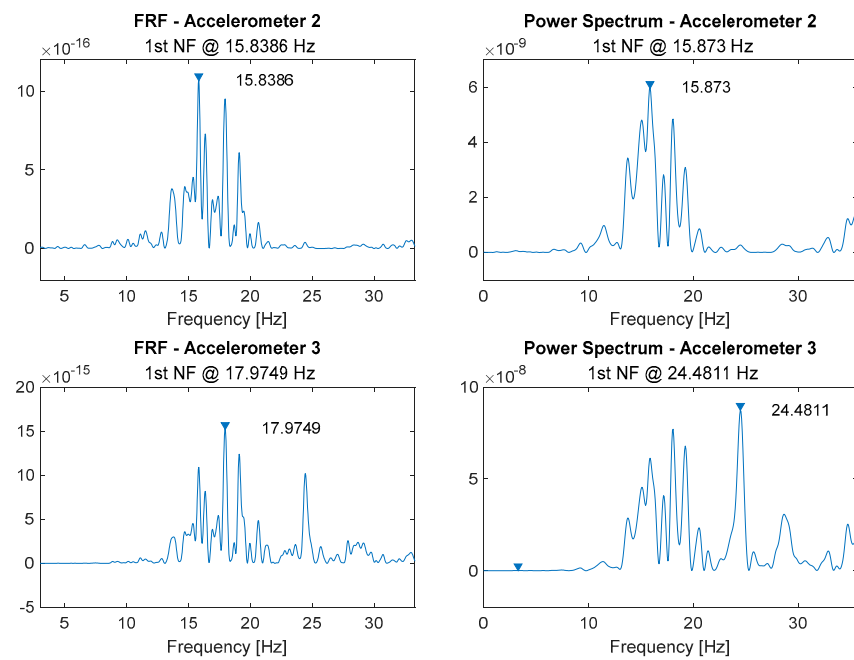 FRF - Accelerometer 2
1st NF @ 15.8386 Hz
×10-16
15.8386
10
5
0
5 10 15 20 25 30
Frequency [Hz]
Power Spectrum - Accelerometer 2
1st NF @ 15.873 Hz
×10-9
15.873
6
4
2
0
0 10 20 30
Frequency [Hz]
FRF - Accelerometer 3
1st NF @ 17.9749 Hz
×10-15
20
17.9749
15
10
5
0
-5
5 10 15 20 25 30
Frequency [Hz]
Power Spectrum - Accelerometer 3
1st NF @ 24.4811 Hz
×10-8
10
24.4811
5
0
0 10 20 30
Frequency [Hz]